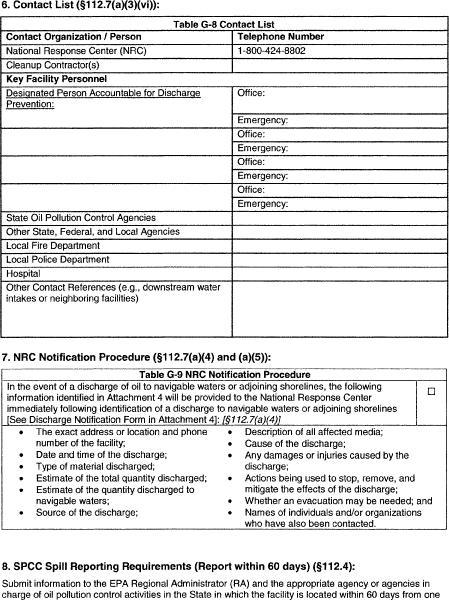 6. Contact List (§112.7(a)(3)(vi)):
Table G-8 Contact List
Contact Organization / Person Telephone Number
National Response Center (NRC) 1-800-424-8802
Cleanup Contractor(s)
Key Facility Personnel
Designated Person Accountable for Discharge
Prevention:
Office:
Emergency:
Office:
Emergency:
Office:
Emergency:
Office:
Emergency:
State Oil Pollution Control Agencies
Other State, Federal, and Local Agencies
Local Fire Department
Local Police Department
Hospital
Other Contact References (e.g., downstream water
intakes or neighboring facilities)
7. NRC Notification Procedure (§112.7(a)(4) and (a)(5)):
Table G-9 NRC Notification Procedure
In the event of a discharge of oil to navigable waters or adjoining shorelines, the following
information identified in Attachment 4 will be provided to the National Response Center
immediately following identification of a discharge to navigable waters or adjoining shorelines
[See Discharge Notification Form in Attachment 4]: [§112.7(a)(4)]
□
• The exact address or location and phone
number of the facility;
• Date and time of the discharge;
• Type of material discharged;
• Estimate of the total quantity discharged;
• Estimate of the quantity discharged to
navigable waters;
• Source of the discharge;
• Description of all affected media;
• Cause of the discharge;
• Any damages or injuries caused by the
discharge;
• Actions being used to stop, remove, and
mitigate the effects of the discharge;
• Whether an evacuation may be needed; and
• Names of individuals and/or organizations
who have also been contacted.
8. SPCC Spill Reporting Requirements (Report within 60 days) (§112.4):
Submit information to the EPA Regional Administrator (RA) and the appropriate agency or agencies in
charge of oil pollution control activities in the State in which the facility is located within 60 days from one